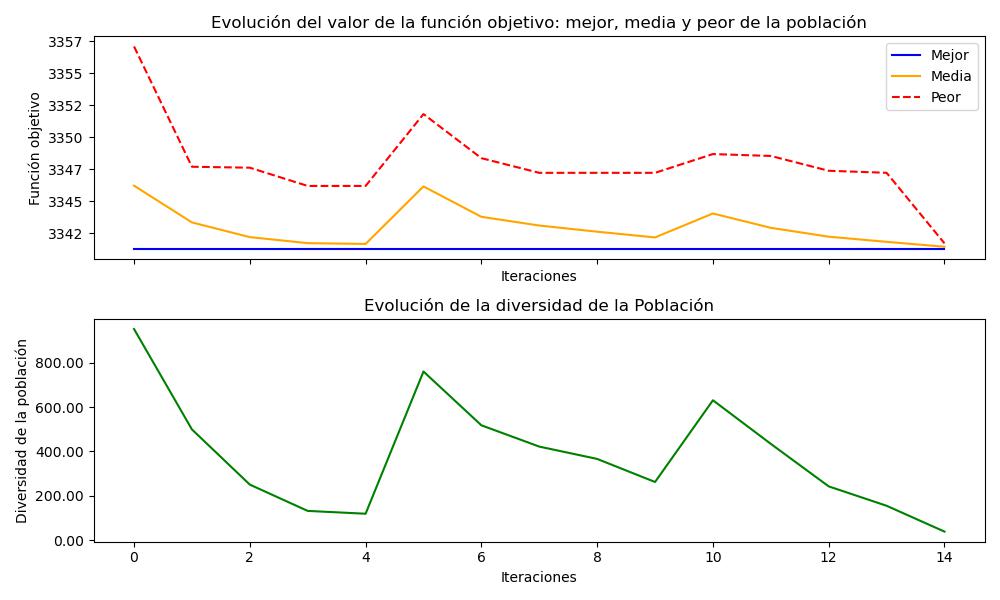 Evolución del valor de la función objetivo: mejor, media y peor de la población
Función objetivo
3357
3355
3352
3350
3347
3345
3342
Mejor
Media
Peor
Iteraciones
Evolución de la diversidad de la Población
Diversidad de la población
800.00
600.00
400.00
200.00
0.00
0 2 4 6 8 10 12 14
Iteraciones